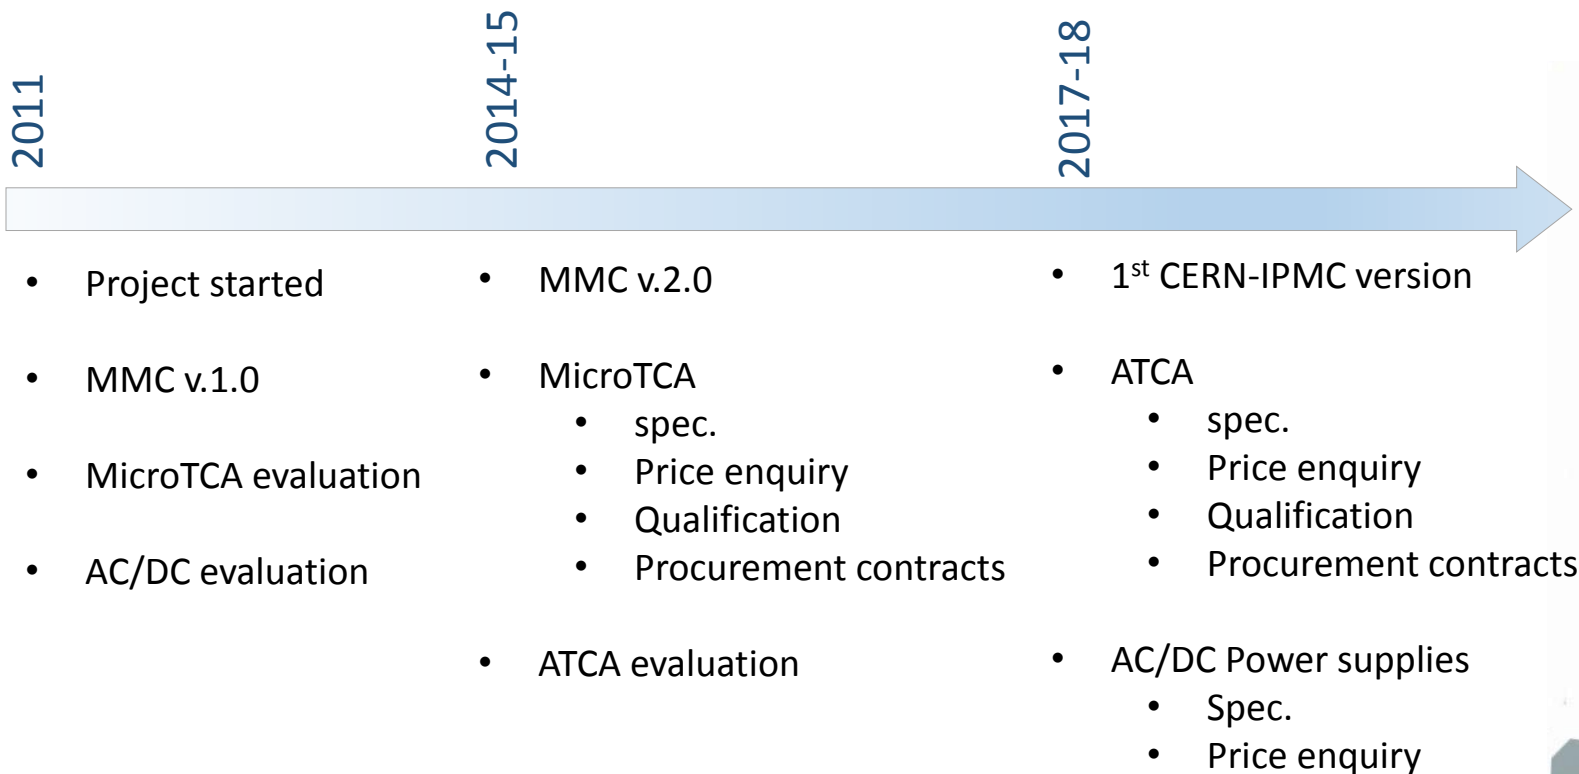 2011
2014-15
2017-18
• Project started
• MMC v.1.0
• MicroTCA evaluation
• AC/DC evaluation
• MMC v.2.0
• MicroTCA
• spec.
• Price enquiry
• Qualification
• Procurement contracts
• ATCA evaluation
• 1st CERN-IPMC version
• ATCA
• spec.
• Price enquiry
• Qualification
• Procurement contracts
• AC/DC Power supplies
• Spec.
• Price enquiry